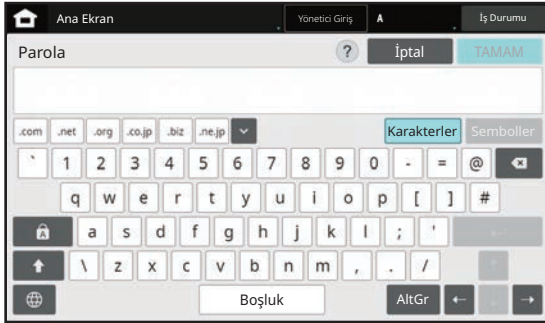 Ana Ekran Yönetici Giriş A İş Durumu
Parola ? İptal TAMAM
.com .net .org .co.jp .biz .ne.jp Karakterler Semboller
` 1 2 3 4 5 6 7 8 9 0 - = @
q w e r t y u i o p [ ] #
A a s d f g h j k l ; '
\ z x c v b n m , . /
Boşluk AltGr ← →